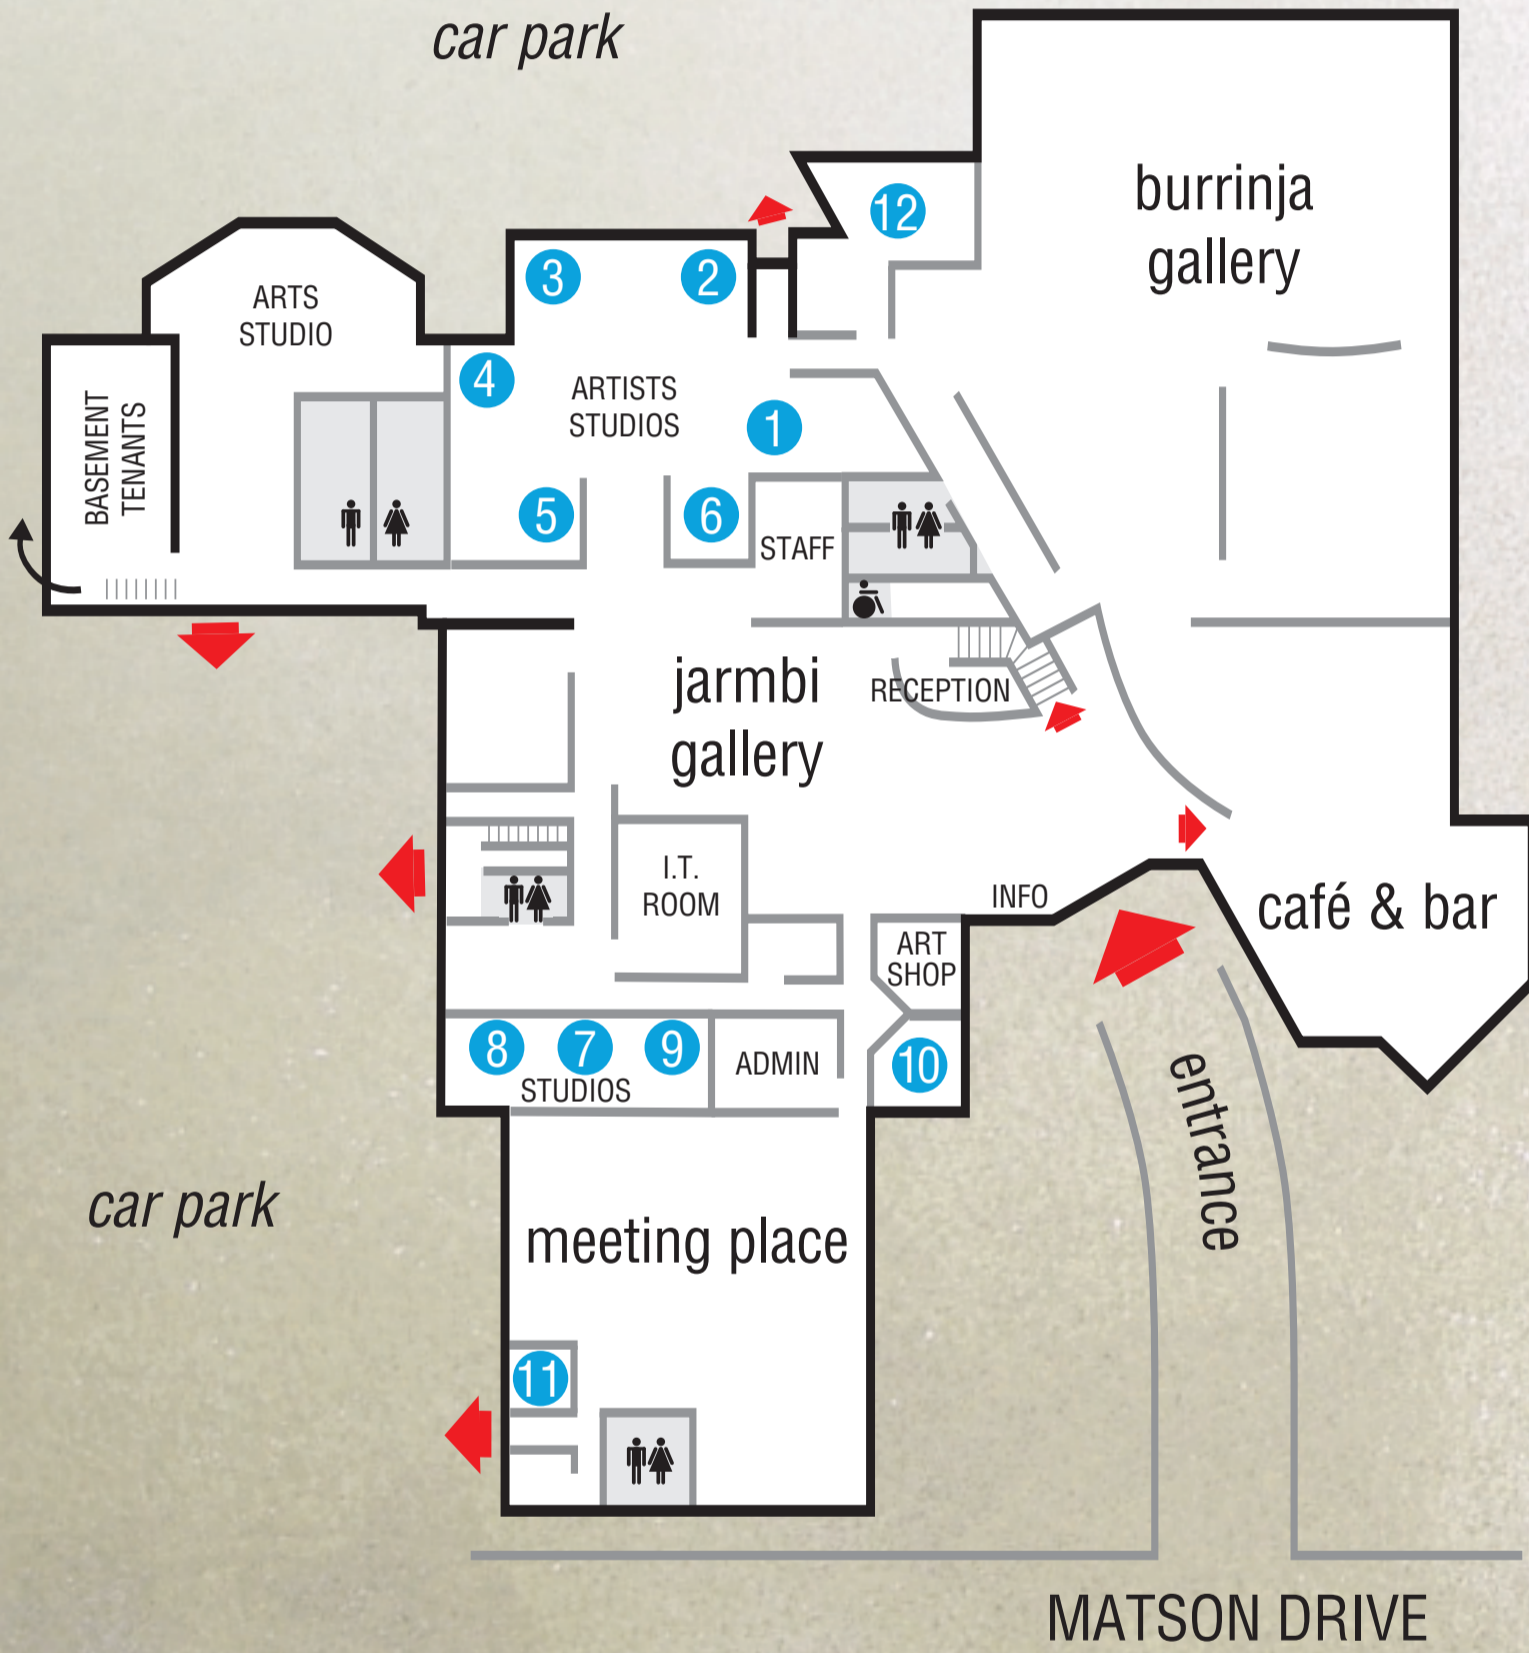 car park
burrinja
gallery
12
3
2
ARTS
STUDIO
4
ARTISTS
STUDIOS
1
BASEMENT
TENANTS
5
6
STAFF
jarmbi
gallery
RECEPTION
I.T.
ROOM
INFO
café & bar
ART
SHOP
8
7
9
STUDIOS
ADMIN
10
entrance
car park
meeting place
11
MATSON DRIVE